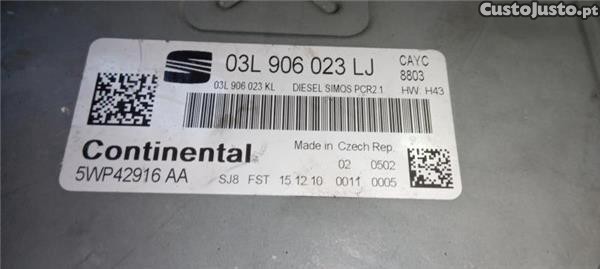 CustoJusto.pt
03L 906 023 LJ CAYC
8803
03L 906 023 KL DIESEL SIMOS PCR2.1 HW: H43
Continental Made in Czech Rep.
02 0502
5WP42916 AA SJ8 FST 15.12.10 0011 0005